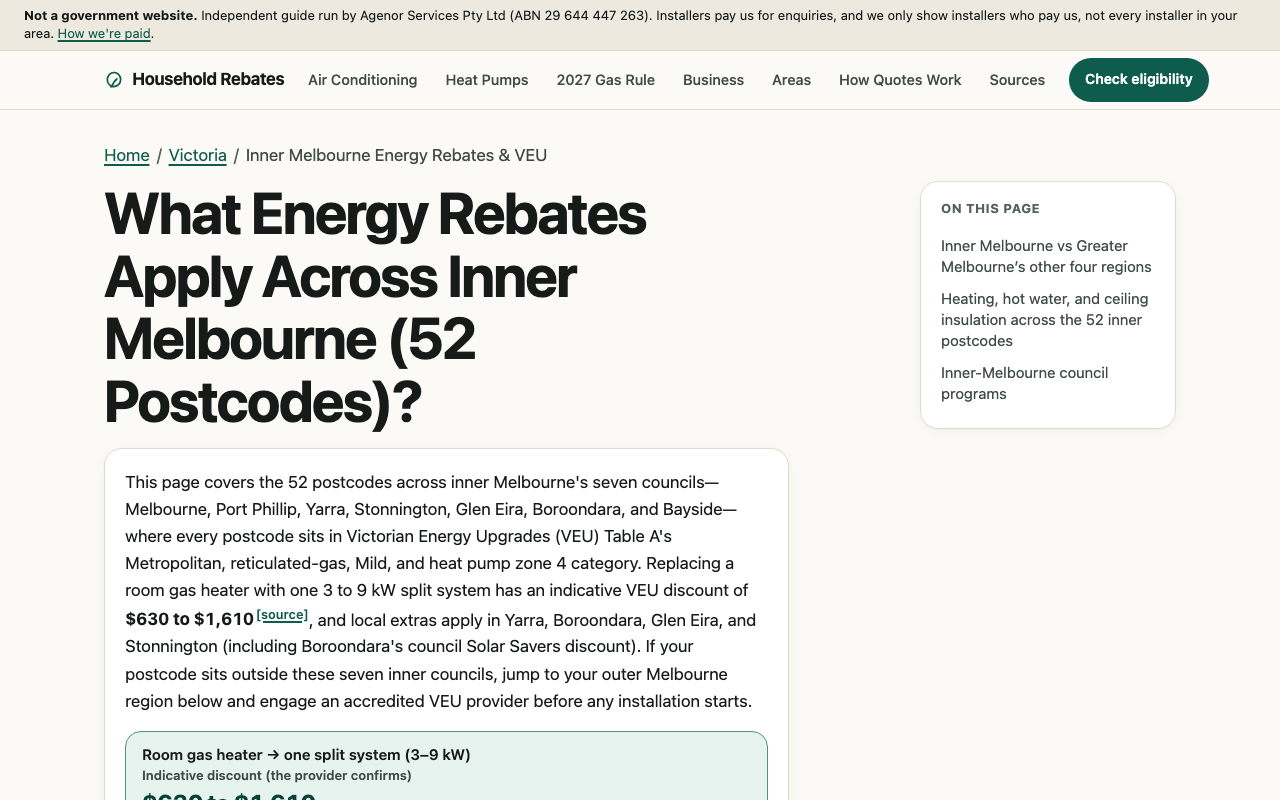 Not a government website. Independent guide run by Agenor Services Pty Ltd (ABN 29 644 447 263). Installers pay us for enquiries, and we only show installers who pay us, not every installer in your
area. How we're paid.
Household Rebates Air Conditioning Heat Pumps 2027 Gas Rule Business Areas How Quotes Work Sources Check eligibility
Home / Victoria / Inner Melbourne Energy Rebates & VEU
What Energy Rebates
Apply Across Inner
Melbourne (52
Postcodes)?
ON THIS PAGE
Inner Melbourne vs Greater
Melbourne’s other four regions
Heating, hot water, and ceiling
insulation across the 52 inner
postcodes
Inner-Melbourne council
programs
This page covers the 52 postcodes across inner Melbourne's seven councils—
Melbourne, Port Phillip, Yarra, Stonnington, Glen Eira, Boroondara, and Bayside—
where every postcode sits in Victorian Energy Upgrades (VEU) Table A's
Metropolitan, reticulated-gas, Mild, and heat pump zone 4 category. Replacing a
room gas heater with one 3 to 9 kW split system has an indicative VEU discount of
$630 to $1,610 [source], and local extras apply in Yarra, Boroondara, Glen Eira, and
Stonnington (including Boroondara's council Solar Savers discount). If your
postcode sits outside these seven inner councils, jump to your outer Melbourne
region below and engage an accredited VEU provider before any installation starts.
Room gas heater → one split system (3–9 kW)
Indicative discount (the provider confirms)
$630 to $1,610